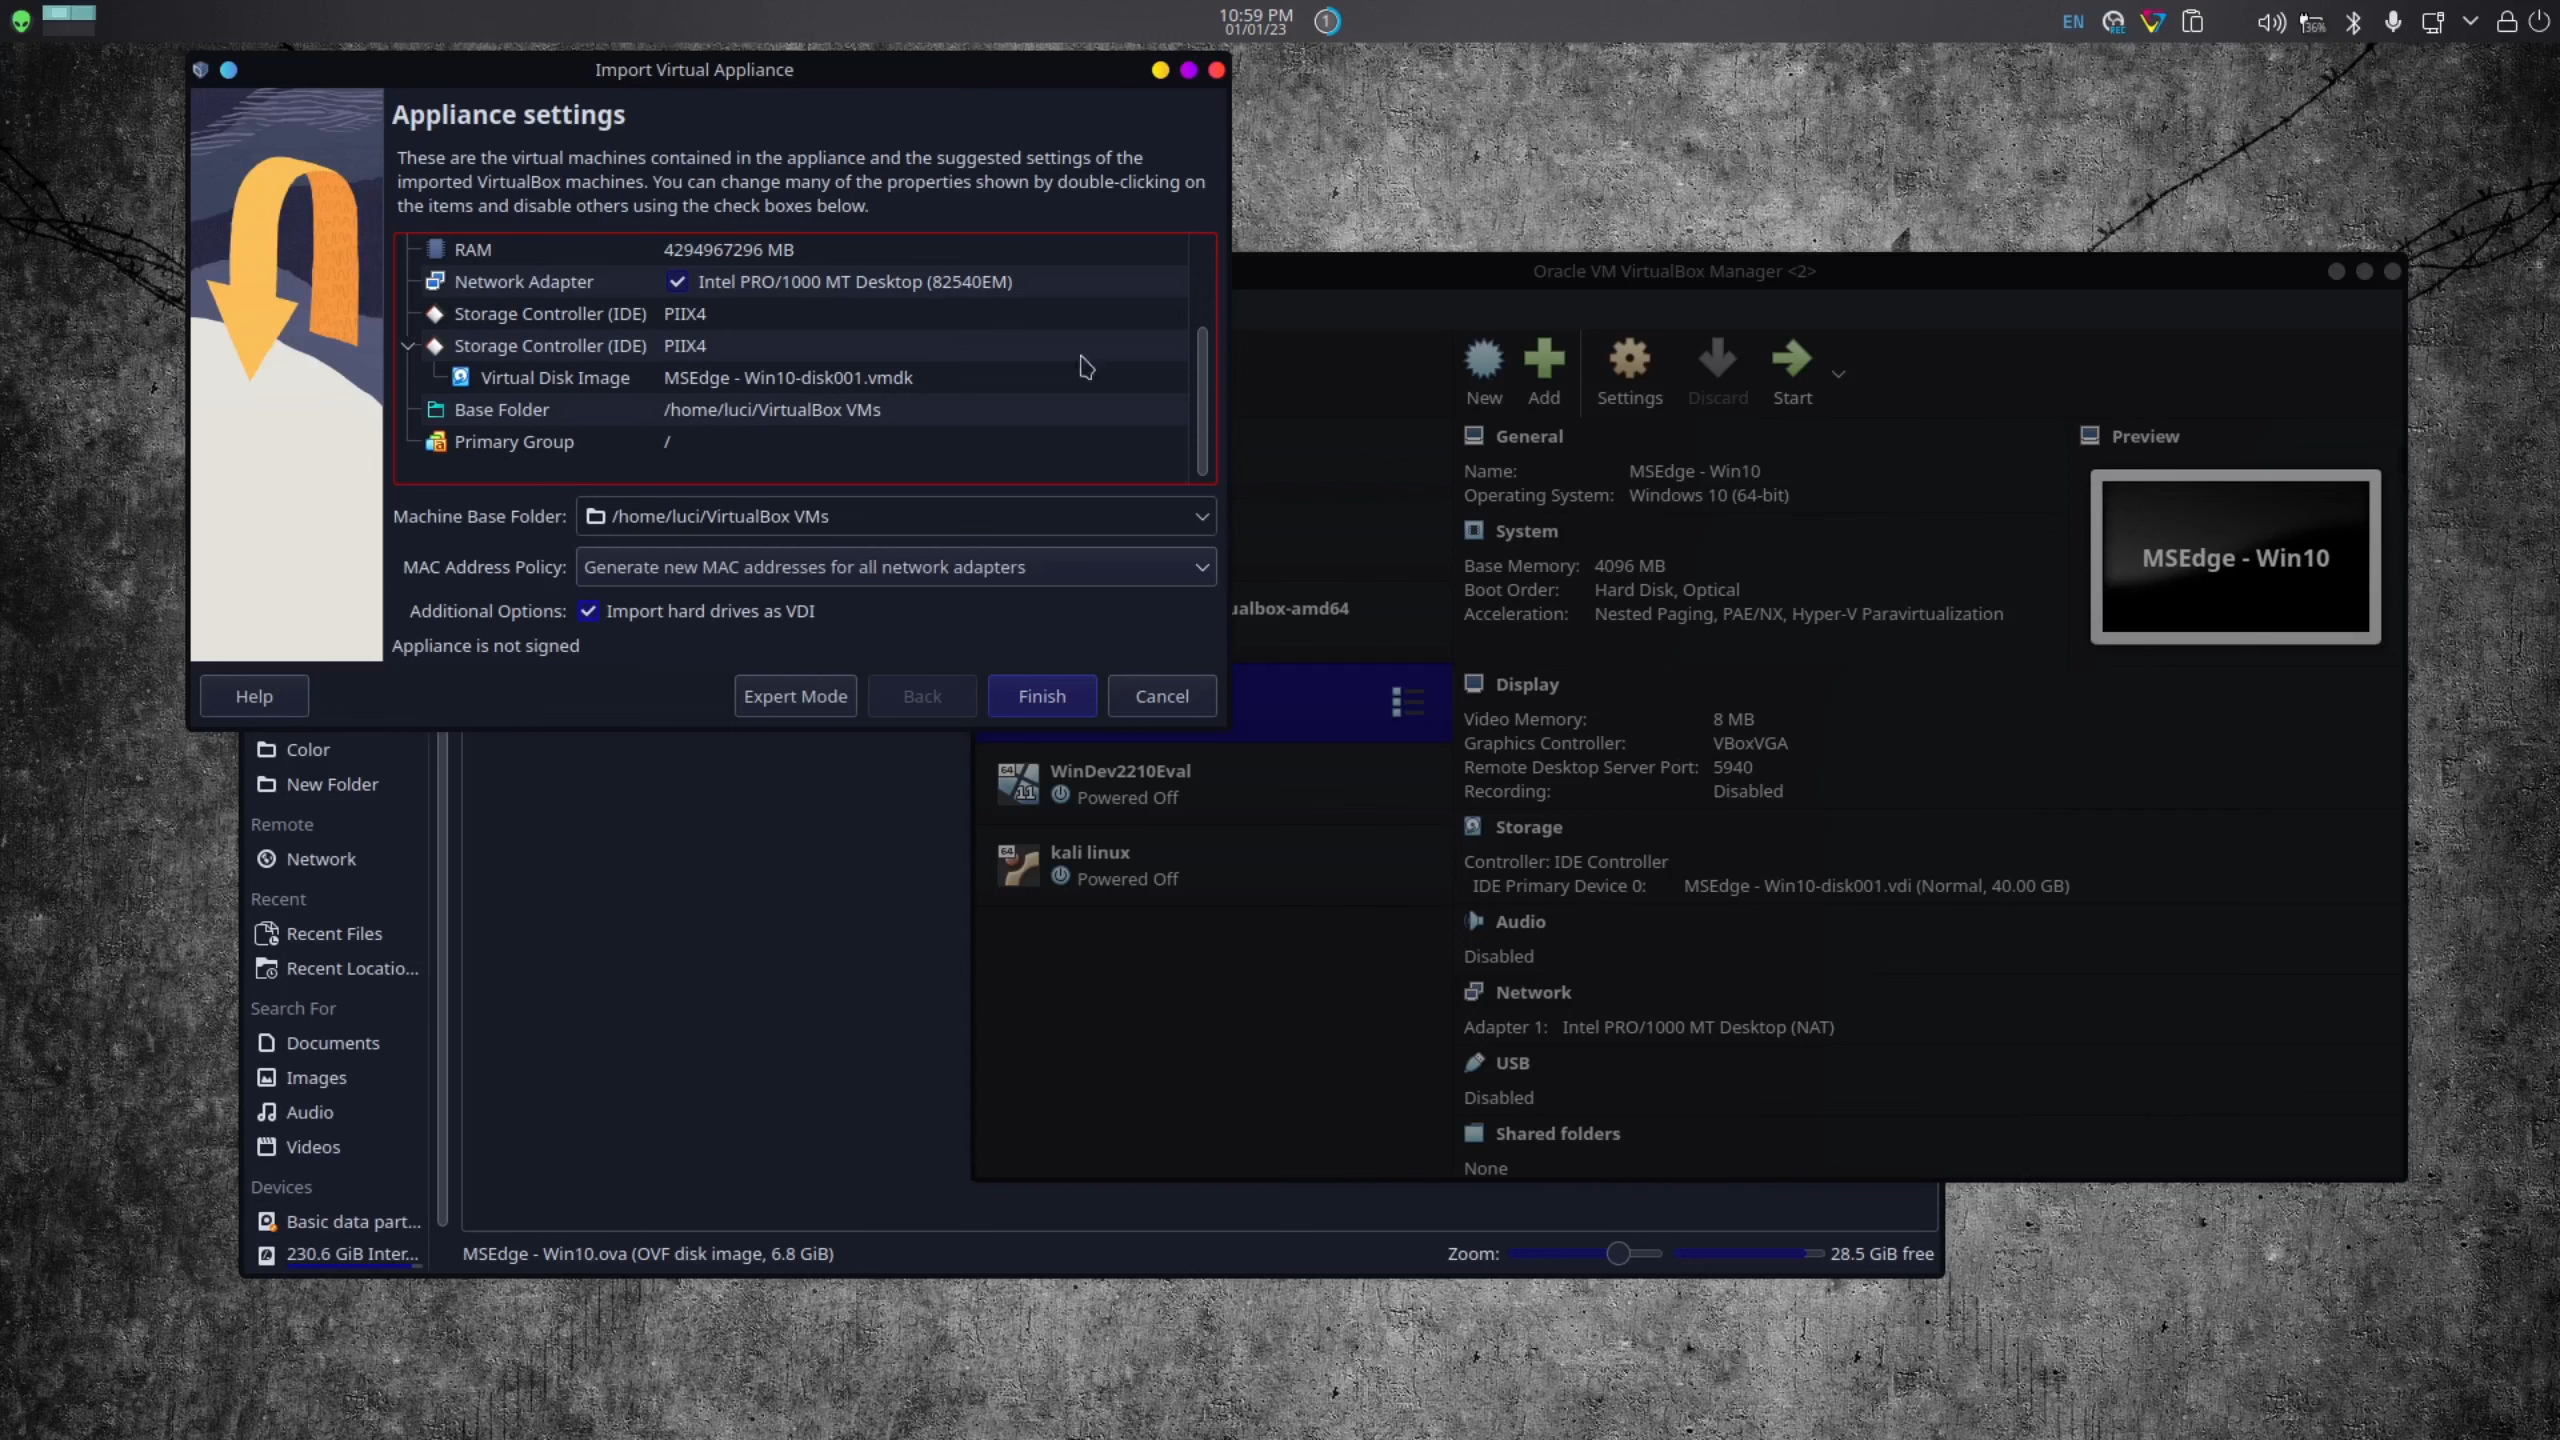 10:59 PM
01/01/23
1
EN
REC
36%
Import Virtual Appliance
Appliance settings
These are the virtual machines contained in the appliance and the suggested settings of the
imported VirtualBox machines. You can change many of the properties shown by double-clicking on
the items and disable others using the check boxes below.
RAM 4294967296 MB
Network Adapter Intel PRO/1000 MT Desktop (82540EM)
Storage Controller (IDE) PIIX4
Storage Controller (IDE) PIIX4
Virtual Disk Image MSEdge - Win10-disk001.vmdk
Base Folder /home/luci/VirtualBox VMs
Primary Group /
Machine Base Folder: /home/luci/VirtualBox VMs
MAC Address Policy: Generate new MAC addresses for all network adapters
Additional Options: Import hard drives as VDI
Appliance is not signed
Help Expert Mode Back Finish Cancel
Oracle VM VirtualBox Manager <2>
New Add Settings Discard Start
ualbox-amd64
64
11
WinDev2210Eval
Powered Off
64
kali linux
Powered Off
General
Name: MSEdge - Win10
Operating System: Windows 10 (64-bit)
System
Base Memory: 4096 MB
Boot Order: Hard Disk, Optical
Acceleration: Nested Paging, PAE/NX, Hyper-V Paravirtualization
Preview
MSEdge - Win10
Display
Video Memory: 8 MB
Graphics Controller: VBoxVGA
Remote Desktop Server Port: 5940
Recording: Disabled
Storage
Controller: IDE Controller
IDE Primary Device 0: MSEdge - Win10-disk001.vdi (Normal, 40.00 GB)
Audio
Disabled
Network
Adapter 1: Intel PRO/1000 MT Desktop (NAT)
USB
Disabled
Shared folders
None
Color
New Folder
Remote
Network
Recent
Recent Files
Recent Locatio...
Search For
Documents
Images
Audio
Videos
Devices
Basic data part...
230.6 GiB Inter...
MSEdge - Win10.ova (OVF disk image, 6.8 GiB)
Zoom:
28.5 GiB free